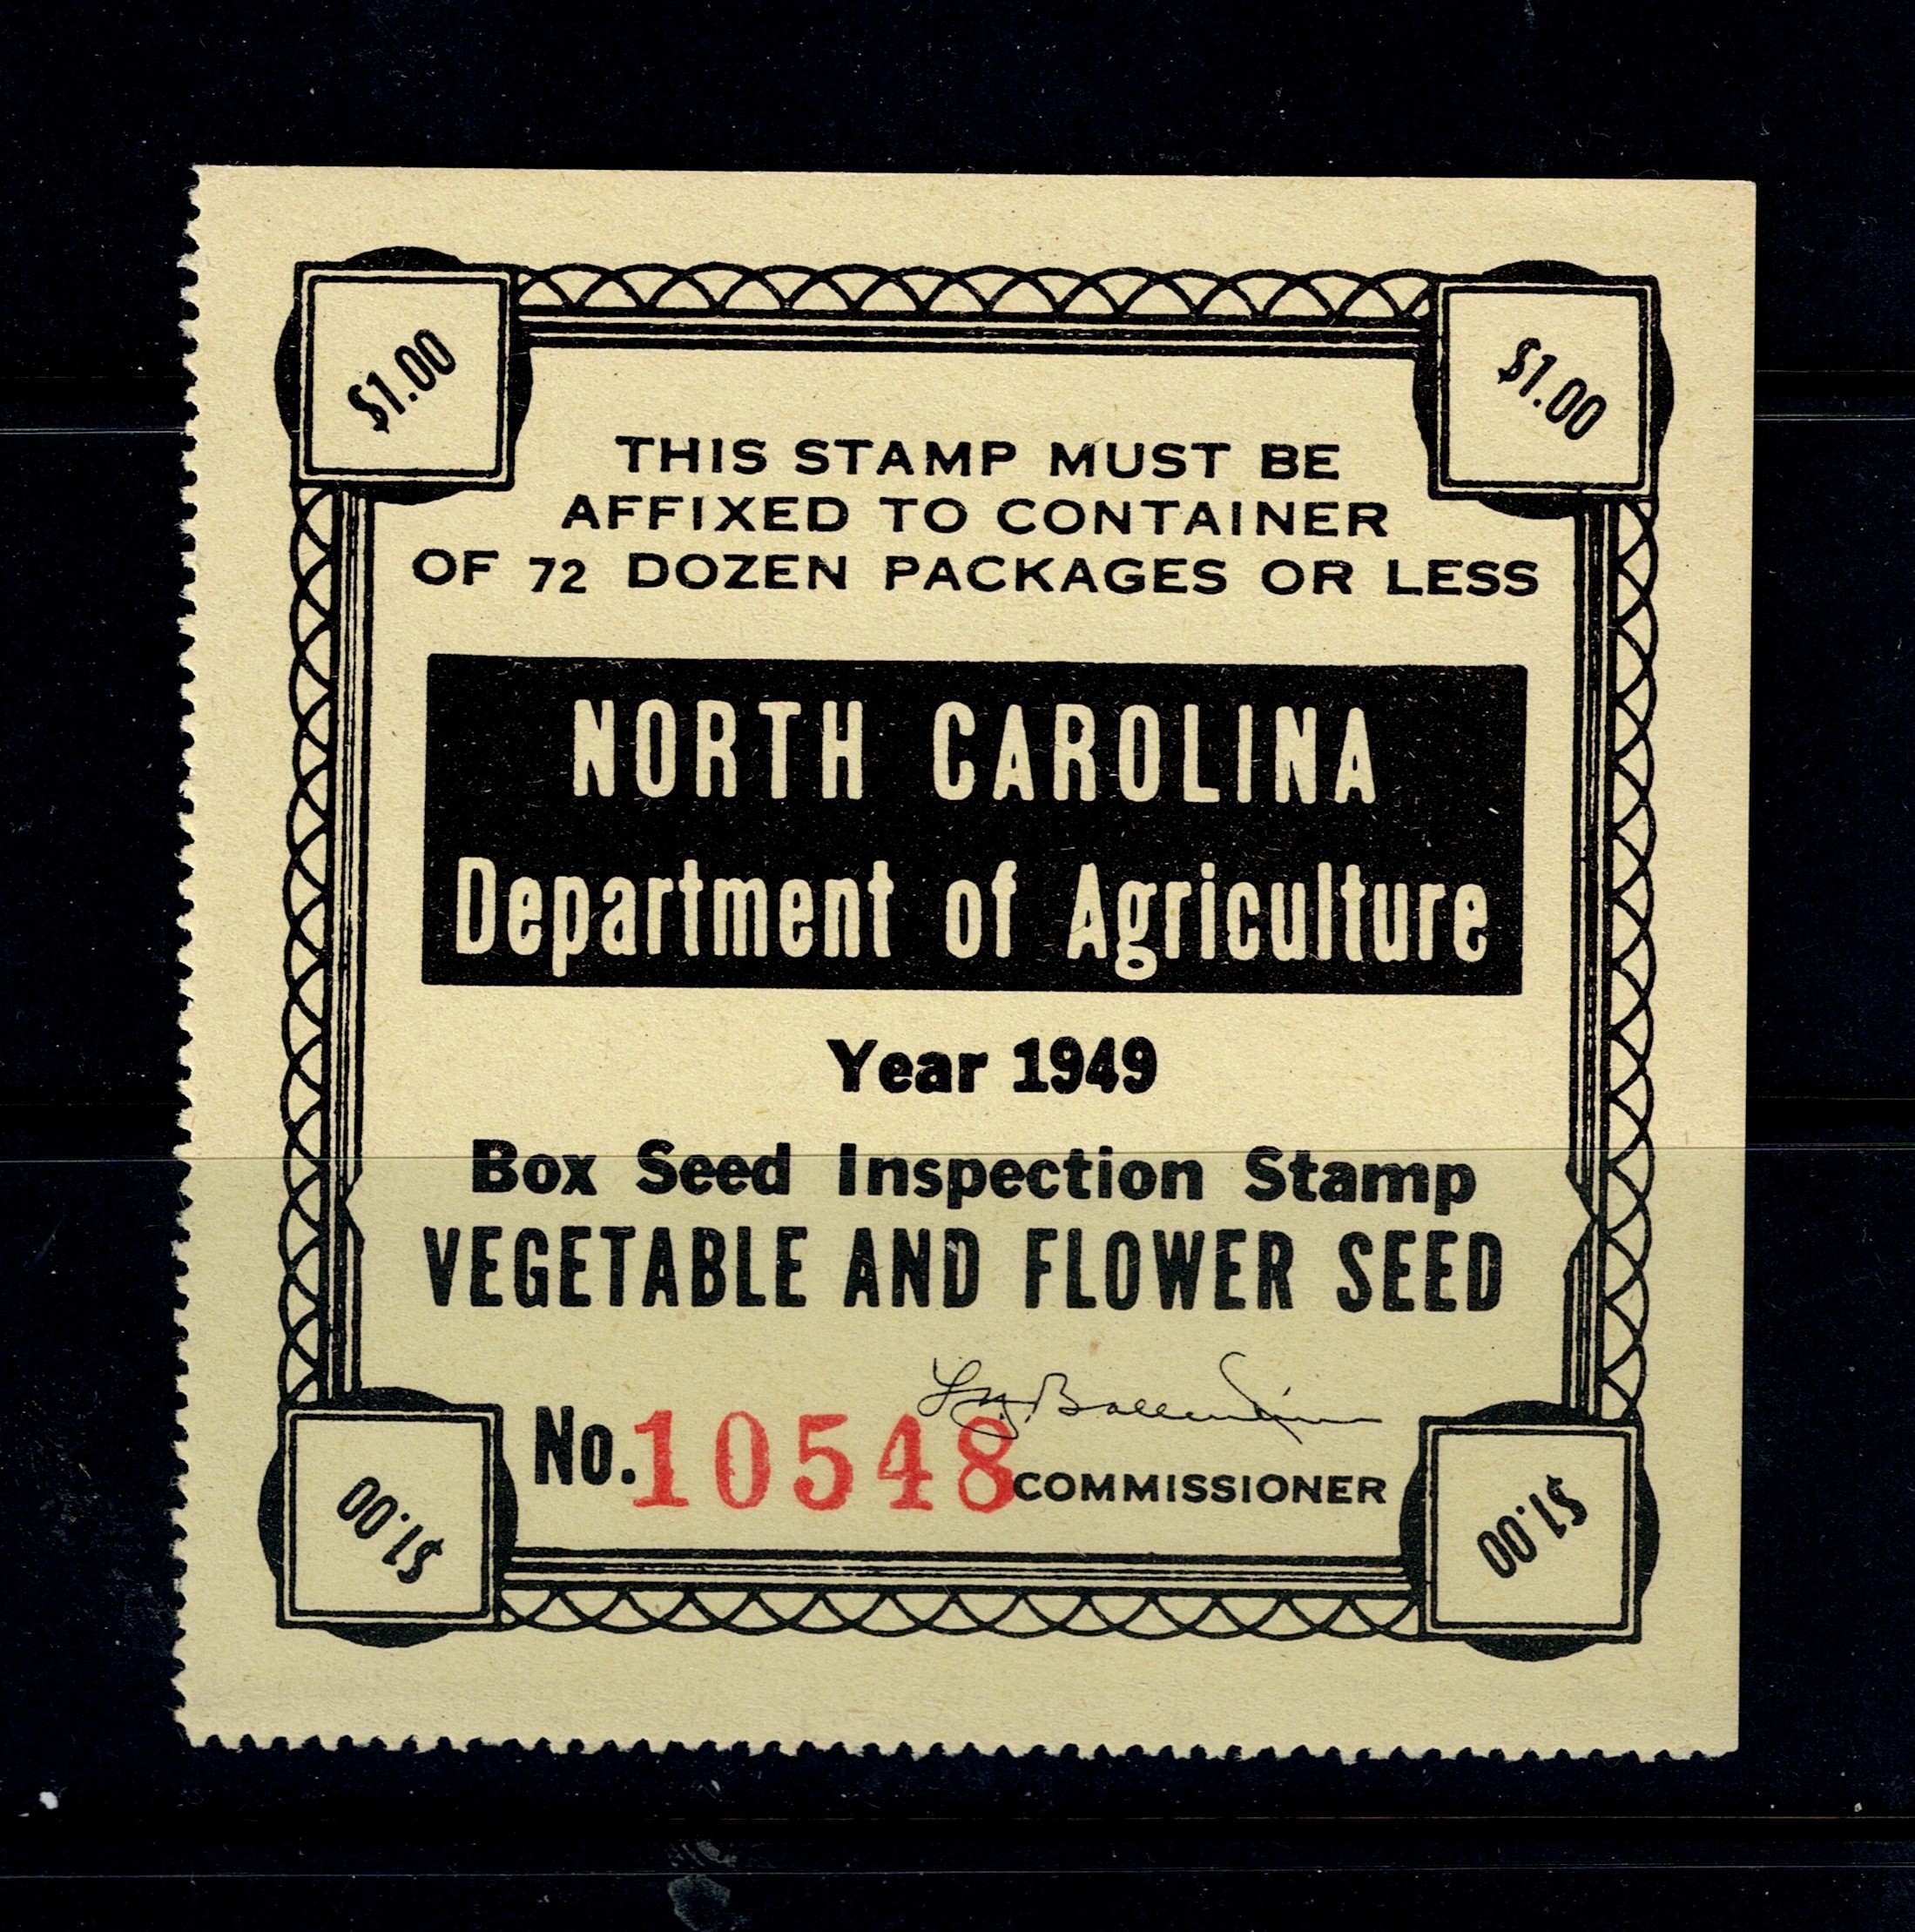 $1.00 $1.00
THIS STAMP MUST BE
AFFIXED TO CONTAINER
OF 72 DOZEN PACKAGES OR LESS
NORTH CAROLINA
Department of Agriculture
Year 1949
Box Seed Inspection Stamp
VEGETABLE AND FLOWER SEED
L. Y. Ballentine
No. 10548 COMMISSIONER
$1.00 $1.00